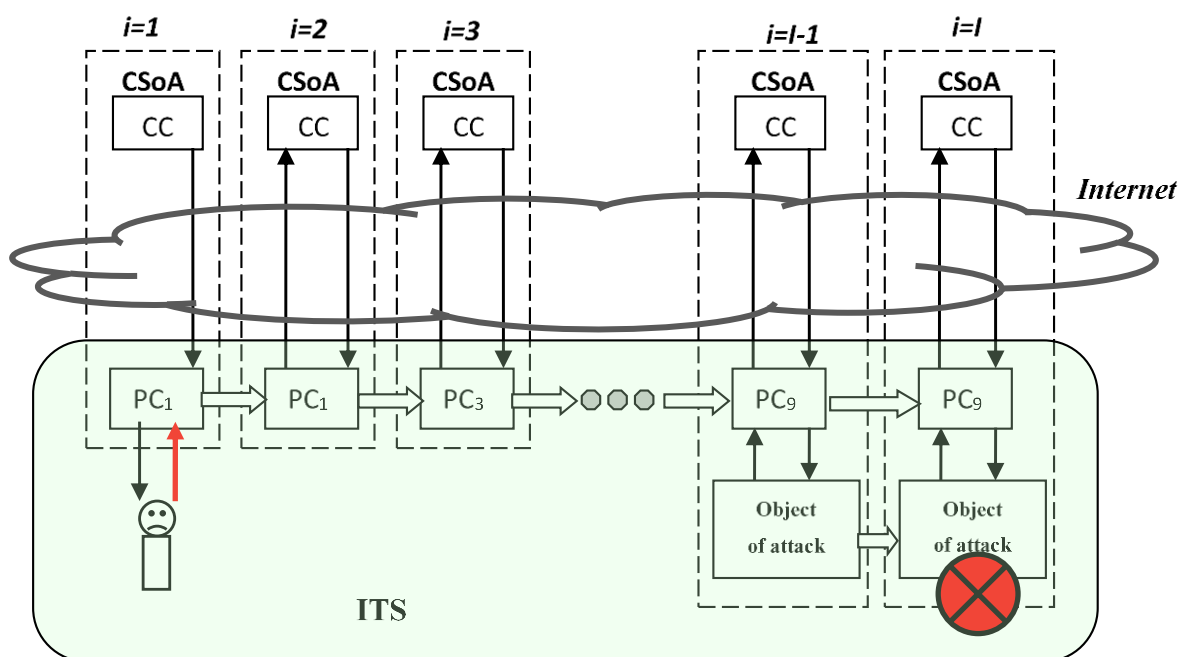 i=1
i=2
i=3
i=I-1
i=I
CSoA
CSoA
CSoA
CSoA
CSoA
CC
CC
CC
CC
CC
Internet
PC₁
PC₁
PC₃
PC₉
PC₉
Object
of attack
Object
of attack
ITS